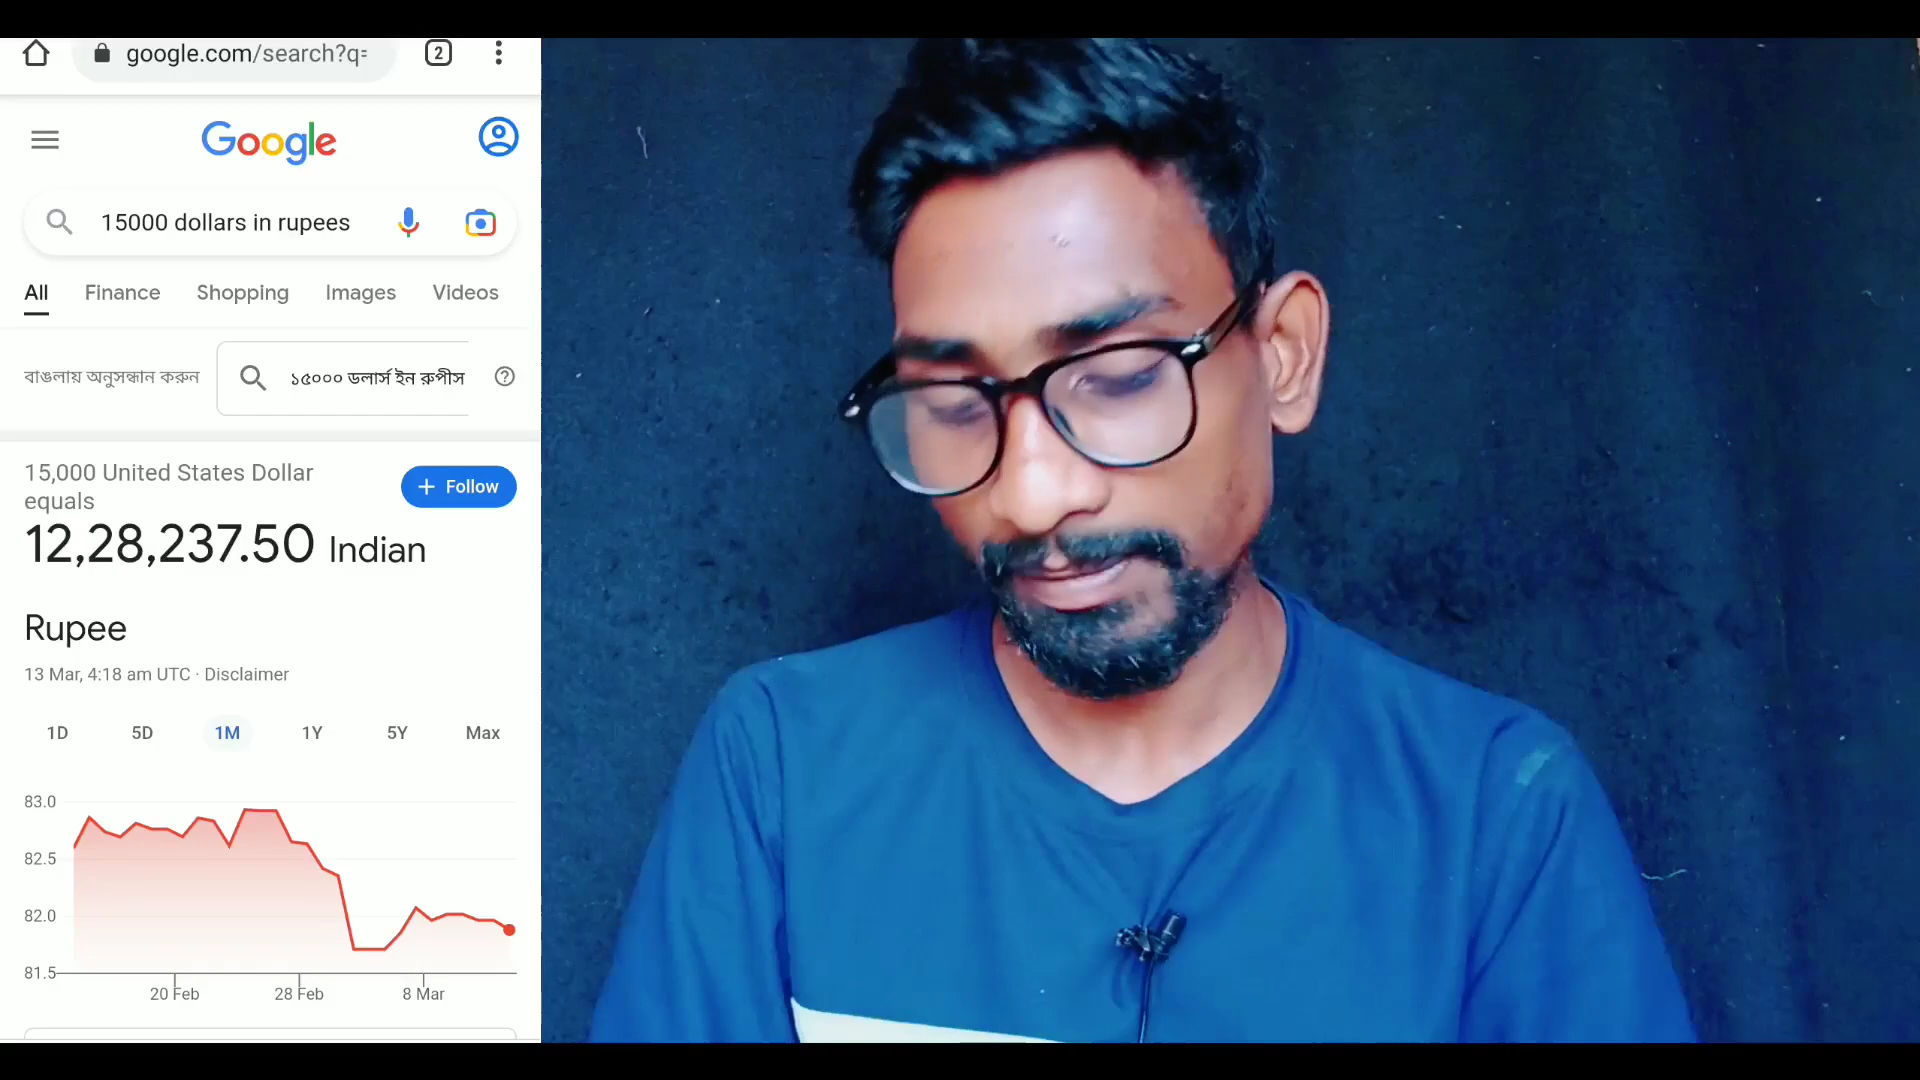 google.com/search?q=
2
Google
15000 dollars in rupees
All Finance Shopping Images Videos
বাঙলায় অনুসন্ধান করুন
১৫০০০ ডলার্স ইন রুপীস
15,000 United States Dollar
equals
+ Follow
12,28,237.50 Indian
Rupee
13 Mar, 4:18 am UTC · Disclaimer
1D 5D 1M 1Y 5Y Max
83.0
82.5
82.0
81.5
20 Feb 28 Feb 8 Mar